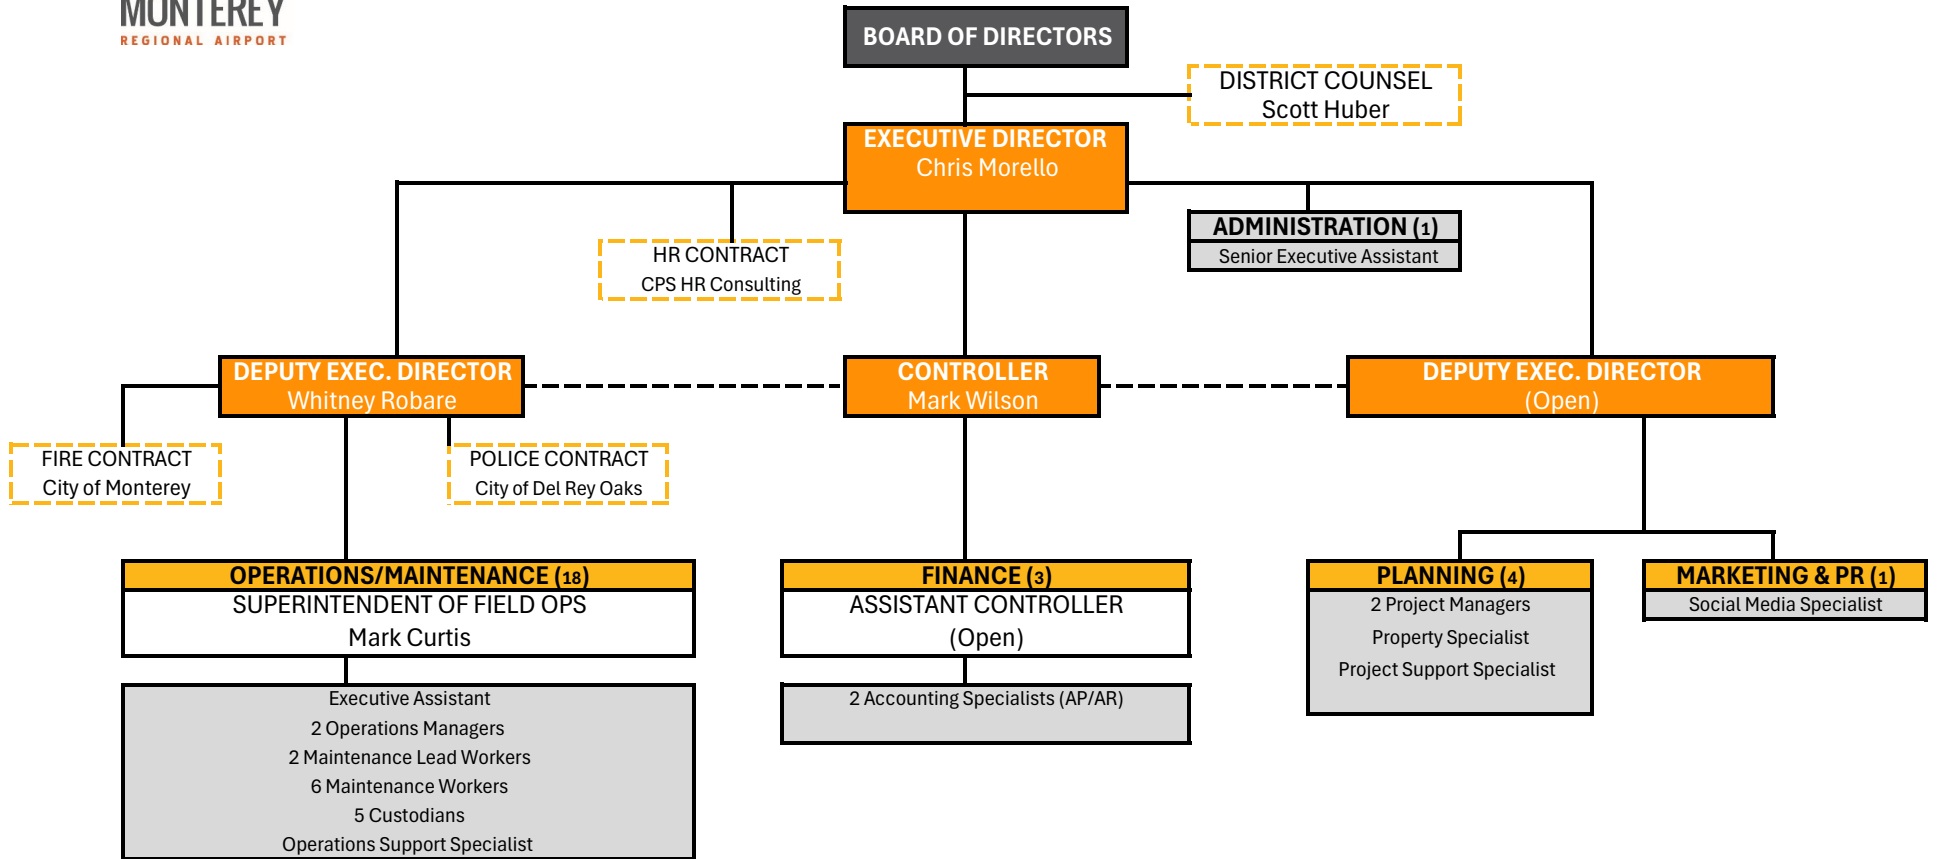 MONTEREY
REGIONAL AIRPORT
BOARD OF DIRECTORS
DISTRICT COUNSEL
Scott Huber
EXECUTIVE DIRECTOR
Chris Morello
ADMINISTRATION (1)
Senior Executive Assistant
HR CONTRACT
CPS HR Consulting
DEPUTY EXEC. DIRECTOR
Whitney Robare
CONTROLLER
Mark Wilson
DEPUTY EXEC. DIRECTOR
(Open)
FIRE CONTRACT
City of Monterey
POLICE CONTRACT
City of Del Rey Oaks
OPERATIONS/MAINTENANCE (18)
SUPERINTENDENT OF FIELD OPS
Mark Curtis
Executive Assistant
2 Operations Managers
2 Maintenance Lead Workers
6 Maintenance Workers
5 Custodians
Operations Support Specialist
FINANCE (3)
ASSISTANT CONTROLLER
(Open)
2 Accounting Specialists (AP/AR)
PLANNING (4)
2 Project Managers
Property Specialist
Project Support Specialist
MARKETING & PR (1)
Social Media Specialist